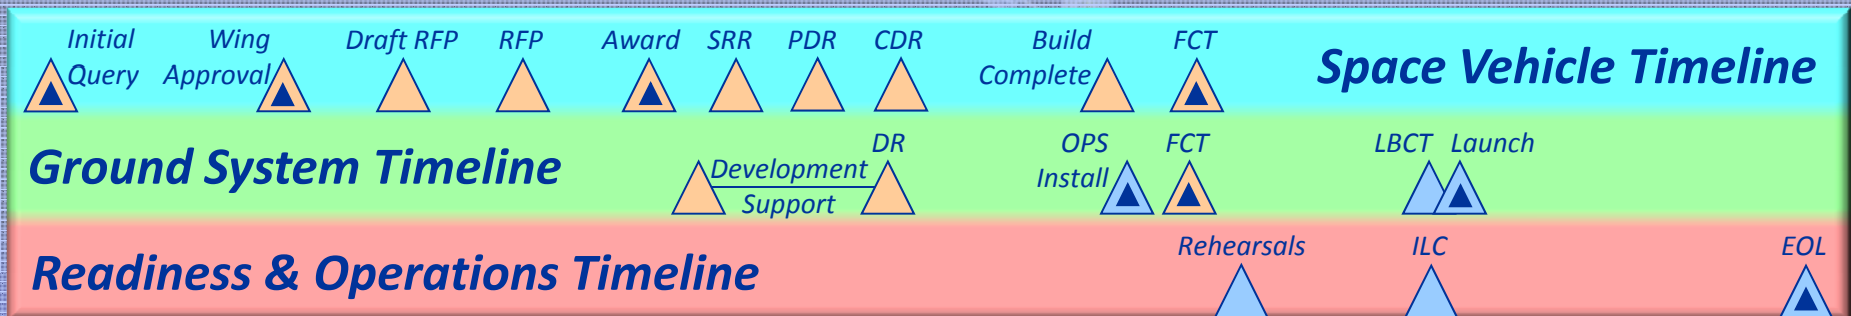 Initial Wing Draft RFP RFP Award SRR PDR CDR Build FCT
Query Approval Complete
Space Vehicle Timeline
DR OPS FCT LBCT Launch
Ground System Timeline
Development Install
Support
Rehearsals ILC EOL
Readiness & Operations Timeline